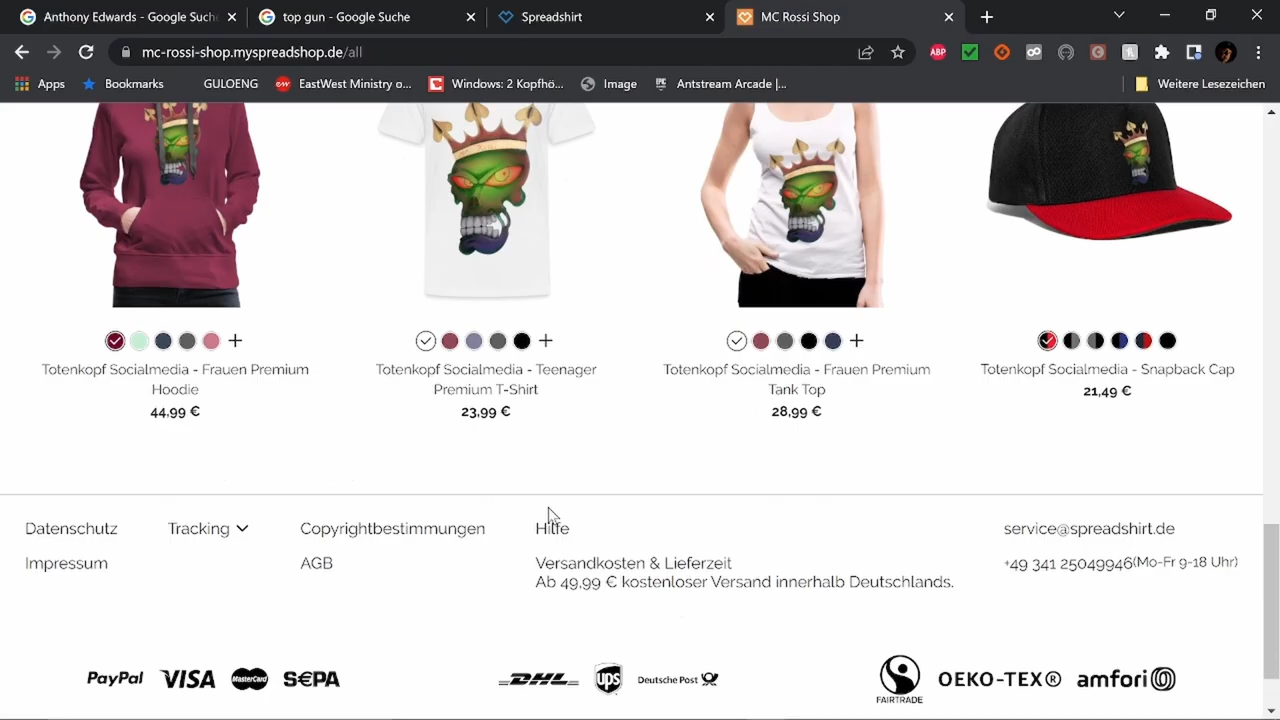 Anthony Edwards - Google Suche
top gun - Google Suche
Spreadshirt
MC Rossi Shop
mc-rossi-shop.myspreadshop.de/all
ABP
Apps
Bookmarks
GULOENG
EastWest Ministry o...
Windows: 2 Kopfhö...
Image
Antstream Arcade |...
Weitere Lesezeichen
Totenkopf Socialmedia - Frauen Premium
Hoodie
44,99 €
Totenkopf Socialmedia - Teenager
Premium T-Shirt
23,99 €
Totenkopf Socialmedia - Frauen Premium
Tank Top
28,99 €
Totenkopf Socialmedia - Snapback Cap
21,49 €
Datenschutz
Tracking
Copyrightbestimmungen
Hilfe
service@spreadshirt.de
Impressum
AGB
Versandkosten & Lieferzeit
Ab 49,99 € kostenloser Versand innerhalb Deutschlands.
+49 341 25049946(Mo-Fr 9-18 Uhr)
PayPal
VISA
MasterCard
S€PA
DHL
ups
Deutsche Post
FAIRTRADE
OEKO-TEX®
amfori